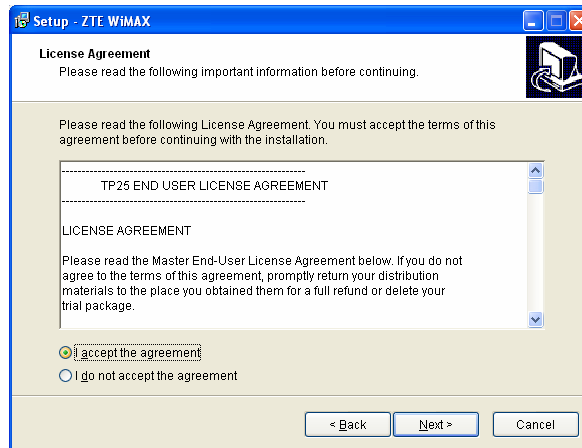 Setup - ZTE WiMAX
License Agreement
Please read the following important information before continuing.
Please read the following License Agreement. You must accept the terms of this
agreement before continuing with the installation.
--------------------------------------------------------------
TP25 END USER LICENSE AGREEMENT
--------------------------------------------------------------
LICENSE AGREEMENT
Please read the Master End-User License Agreement below. If you do not
agree to the terms of this agreement, promptly return your distribution
materials to the place you obtained them for a full refund or delete your
trial package.
I accept the agreement
I do not accept the agreement
< Back Next > Cancel